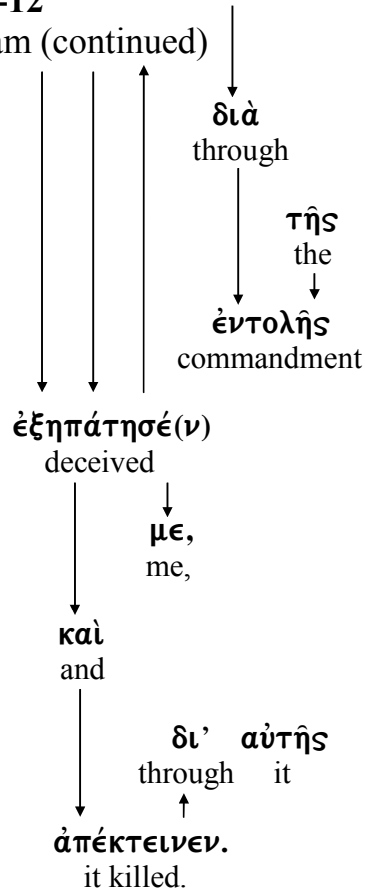 -12
am (continued)
διὰ
through
τῆς
the
ἐντολῆς
commandment
ἐξηπάτησέ(ν)
deceived
με,
me,
καὶ
and
δι’ αὐτῆς
through it
ἀπέκτεινεν.
it killed.